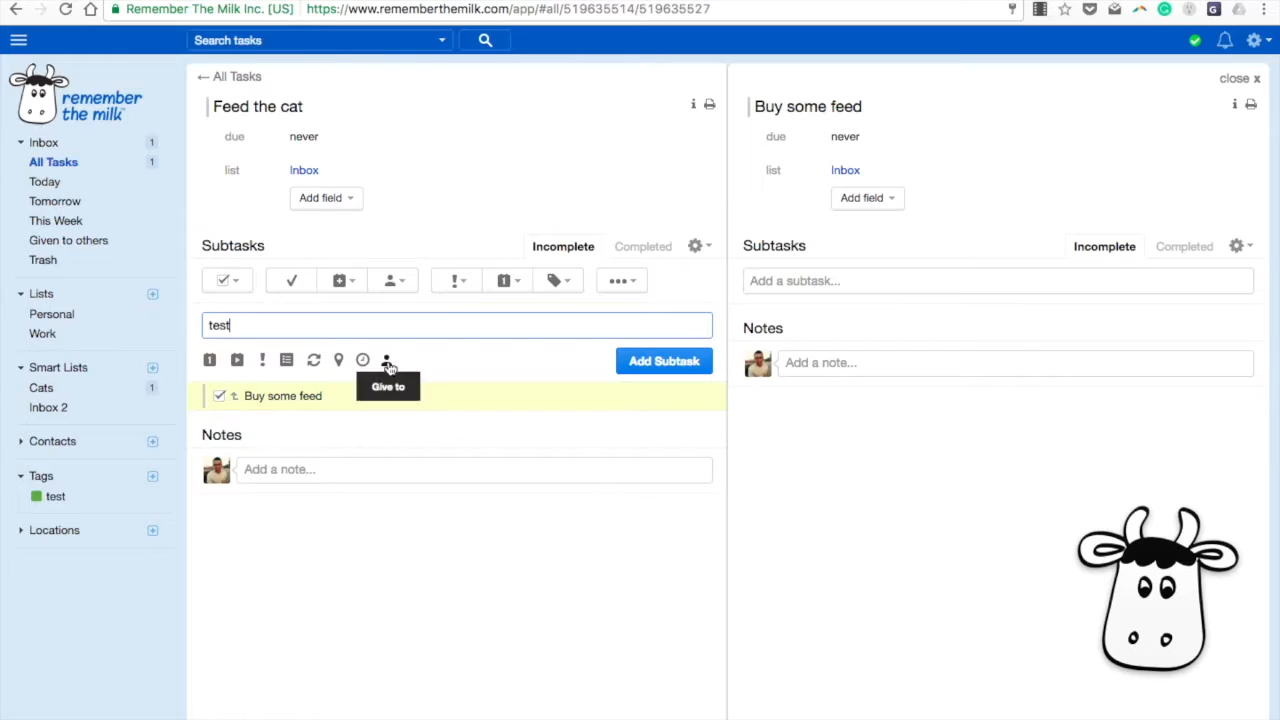 Remember The Milk Inc. [US]
https://www.rememberthemilk.com/app/#all/519635514/519635527
Search tasks
remember
the milk
Inbox 1
All Tasks 1
Today
Tomorrow
This Week
Given to others
Trash
Lists
Personal
Work
Smart Lists
Cats 1
Inbox 2
Contacts
Tags
test
Locations
← All Tasks
Feed the cat
due never
list Inbox
Add field
Subtasks
Incomplete Completed
test
Add Subtask
Give to
Buy some feed
Notes
Add a note...
close x
Buy some feed
due never
list Inbox
Add field
Subtasks
Incomplete Completed
Add a subtask...
Notes
Add a note...